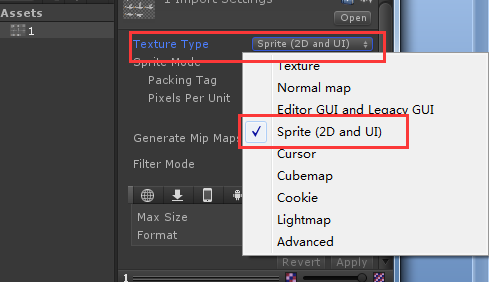 Assets
1
1 Import Settings
Open
Texture Type
Sprite (2D and UI)
Sprite Mode
Packing Tag
Pixels Per Unit
Generate Mip Maps
Filter Mode
Max Size
Format
Texture
Normal map
Editor GUI and Legacy GUI
Sprite (2D and UI)
Cursor
Cubemap
Cookie
Lightmap
Advanced
Revert
Apply
1